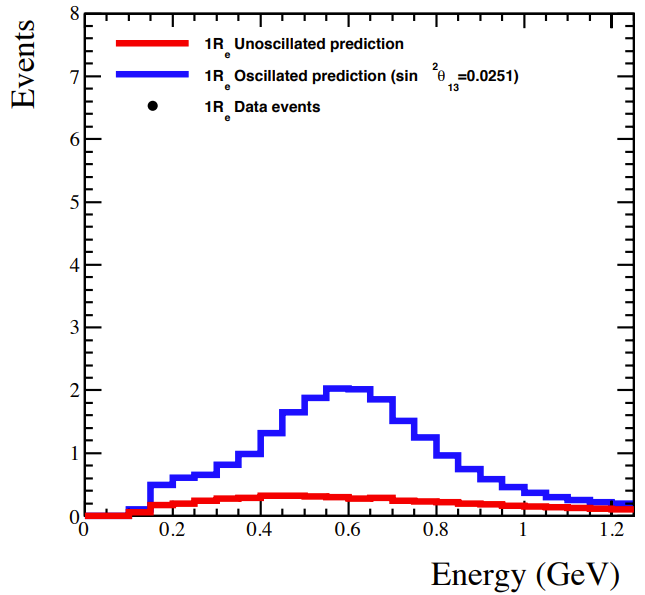 Events
8
7
6
5
4
3
2
1
0
1R e Unoscillated prediction
1R e Oscillated prediction (sin 2 θ 13 =0.0251)
1R e Data events
0 0.2 0.4 0.6 0.8 1 1.2
Energy (GeV)